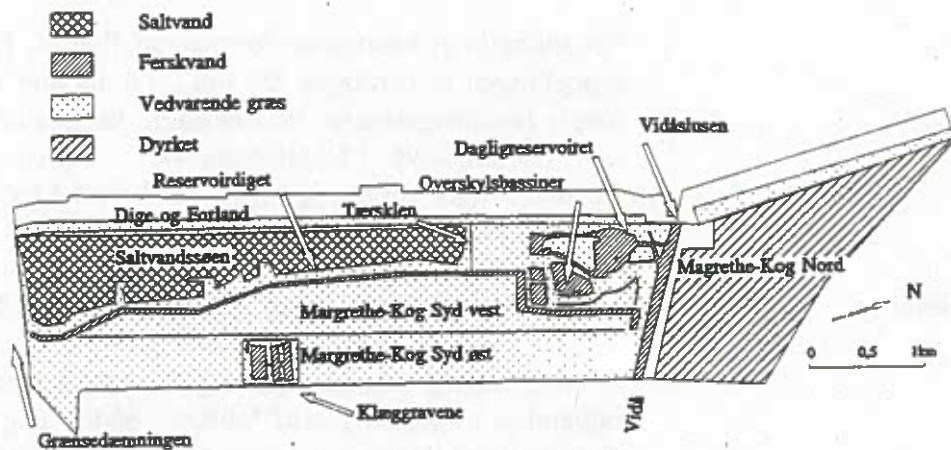 Saltvand
Ferskvand
Vedvarende græs
Dyrket
Vidåslusen
Dagligreservoiret
Reservoirdiget
Overskylsbassiner
Tærsklen
Dige og Forland
Saltvandssøen
Magrethe-Kog Nord
N
Margrethe-Kog Syd vest
0 0,5 1km
Margrethe-Kog Syd øst
Klæggravene
Vidå
Grænsedæmningen